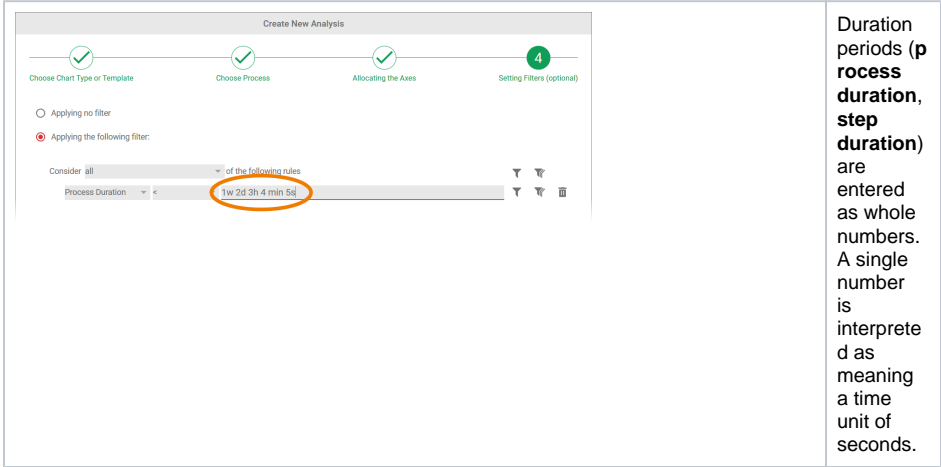 Create New Analysis
4
Choose Chart Type or Template Choose Process Allocating the Axes Setting Filters (optional)
Applying no filter
Applying the following filter:
Consider all of the following rules
Process Duration < 1w 2d 3h 4 min 5s
Duration
periods (p
rocess
duration,
step
duration)
are
entered
as whole
numbers.
A single
number
is
interprete
d as
meaning
a time
unit of
seconds.